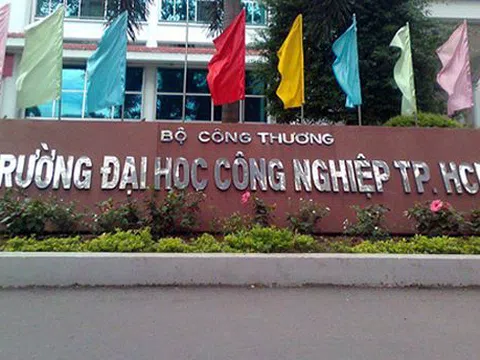 BỘ CÔNG THƯƠNG
RƯỜNG ĐẠI HỌC CÔNG NGHIỆP TP. HC